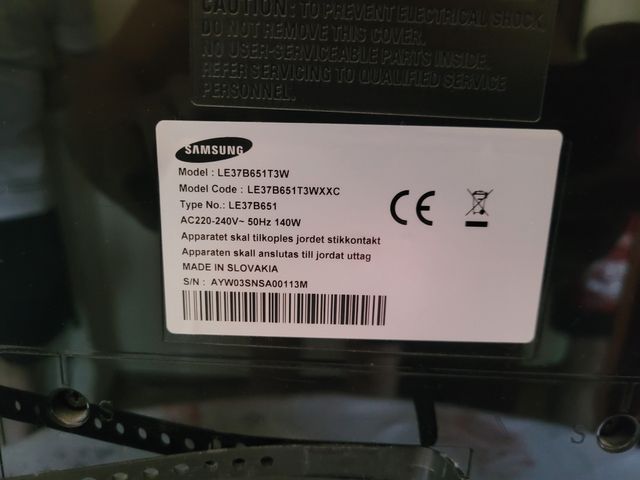 CAUTION: TO PREVENT ELECTRICAL SHOCK,
DO NOT REMOVE THIS COVER.
NO USER-SERVICEABLE PARTS INSIDE.
REFER SERVICING TO QUALIFIED SERVICE
PERSONNEL.
SAMSUNG
Model : LE37B651T3W
Model Code : LE37B651T3WXXC
Type No.: LE37B651
AC220-240V~ 50Hz 140W
Apparatet skal tilkoples jordet stikkontakt
Apparaten skall anslutas till jordat uttag
MADE IN SLOVAKIA
S/N : AYW03SNSA00113M
CE
S
S